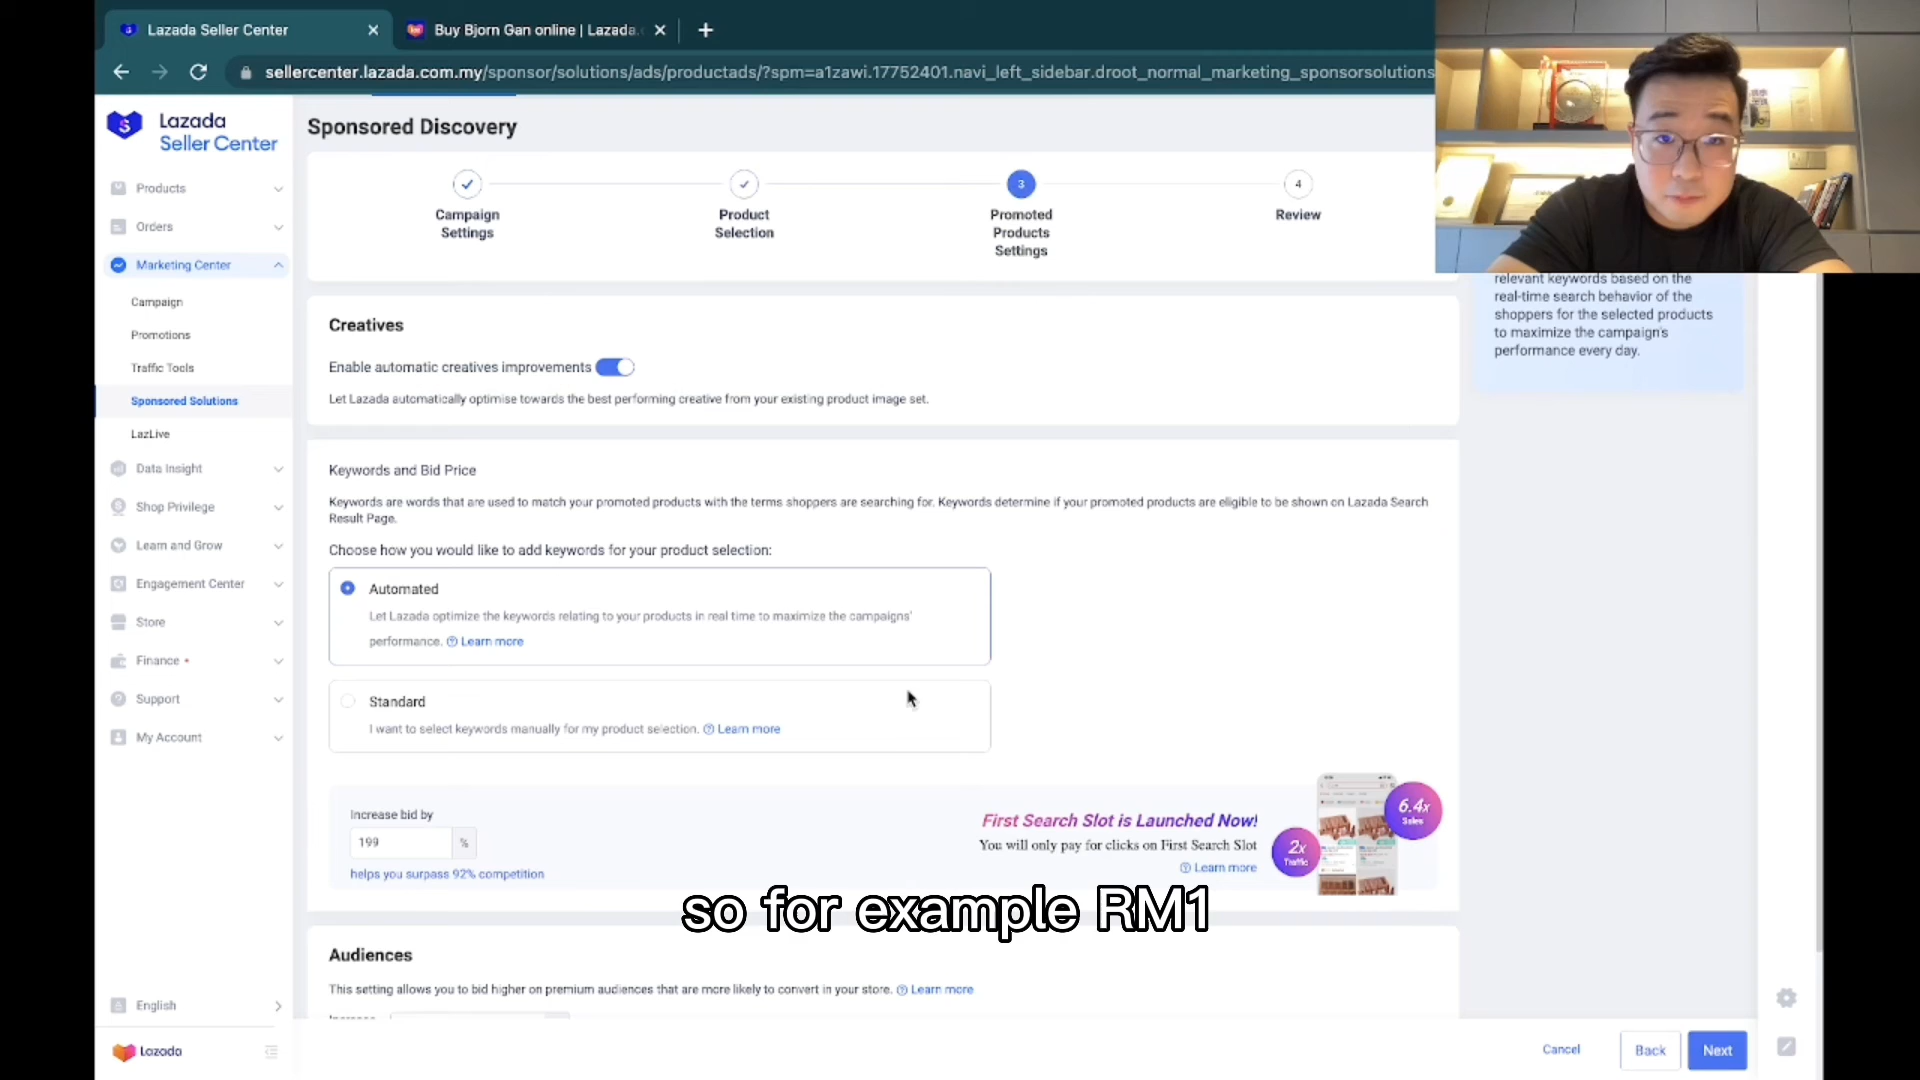 Lazada Seller Center
Buy Bjorn Gan online | Lazada.
sellercenter.lazada.com.my/sponsor/solutions/ads/productads/?spm=a1zawi.17752401.navi_left_sidebar.droot_normal_marketing_sponsorsolutions
Lazada
Seller Center
Products
Orders
Marketing Center
Campaign
Promotions
Traffic Tools
Sponsored Solutions
LazLive
Data Insight
Shop Privilege
Learn and Grow
Engagement Center
Store
Finance
Support
My Account
English
Lazada
Sponsored Discovery
Campaign
Settings
Product
Selection
3
Promoted
Products
Settings
4
Review
relevant keywords based on the
real-time search behavior of the
shoppers for the selected products
to maximize the campaign's
performance every day.
Creatives
Enable automatic creatives improvements
Let Lazada automatically optimise towards the best performing creative from your existing product image set.
Keywords and Bid Price
Keywords are words that are used to match your promoted products with the terms shoppers are searching for. Keywords determine if your promoted products are eligible to be shown on Lazada Search
Result Page.
Choose how you would like to add keywords for your product selection:
Automated
Let Lazada optimize the keywords relating to your products in real time to maximize the campaigns'
performance. Learn more
Standard
I want to select keywords manually for my product selection. Learn more
Increase bid by
199 %
helps you surpass 92% competition
First Search Slot is Launched Now!
You will only pay for clicks on First Search Slot
Learn more
2x
Traffic
6.4x
Sales
so for example RM1
Audiences
This setting allows you to bid higher on premium audiences that are more likely to convert in your store. Learn more
Cancel
Back
Next